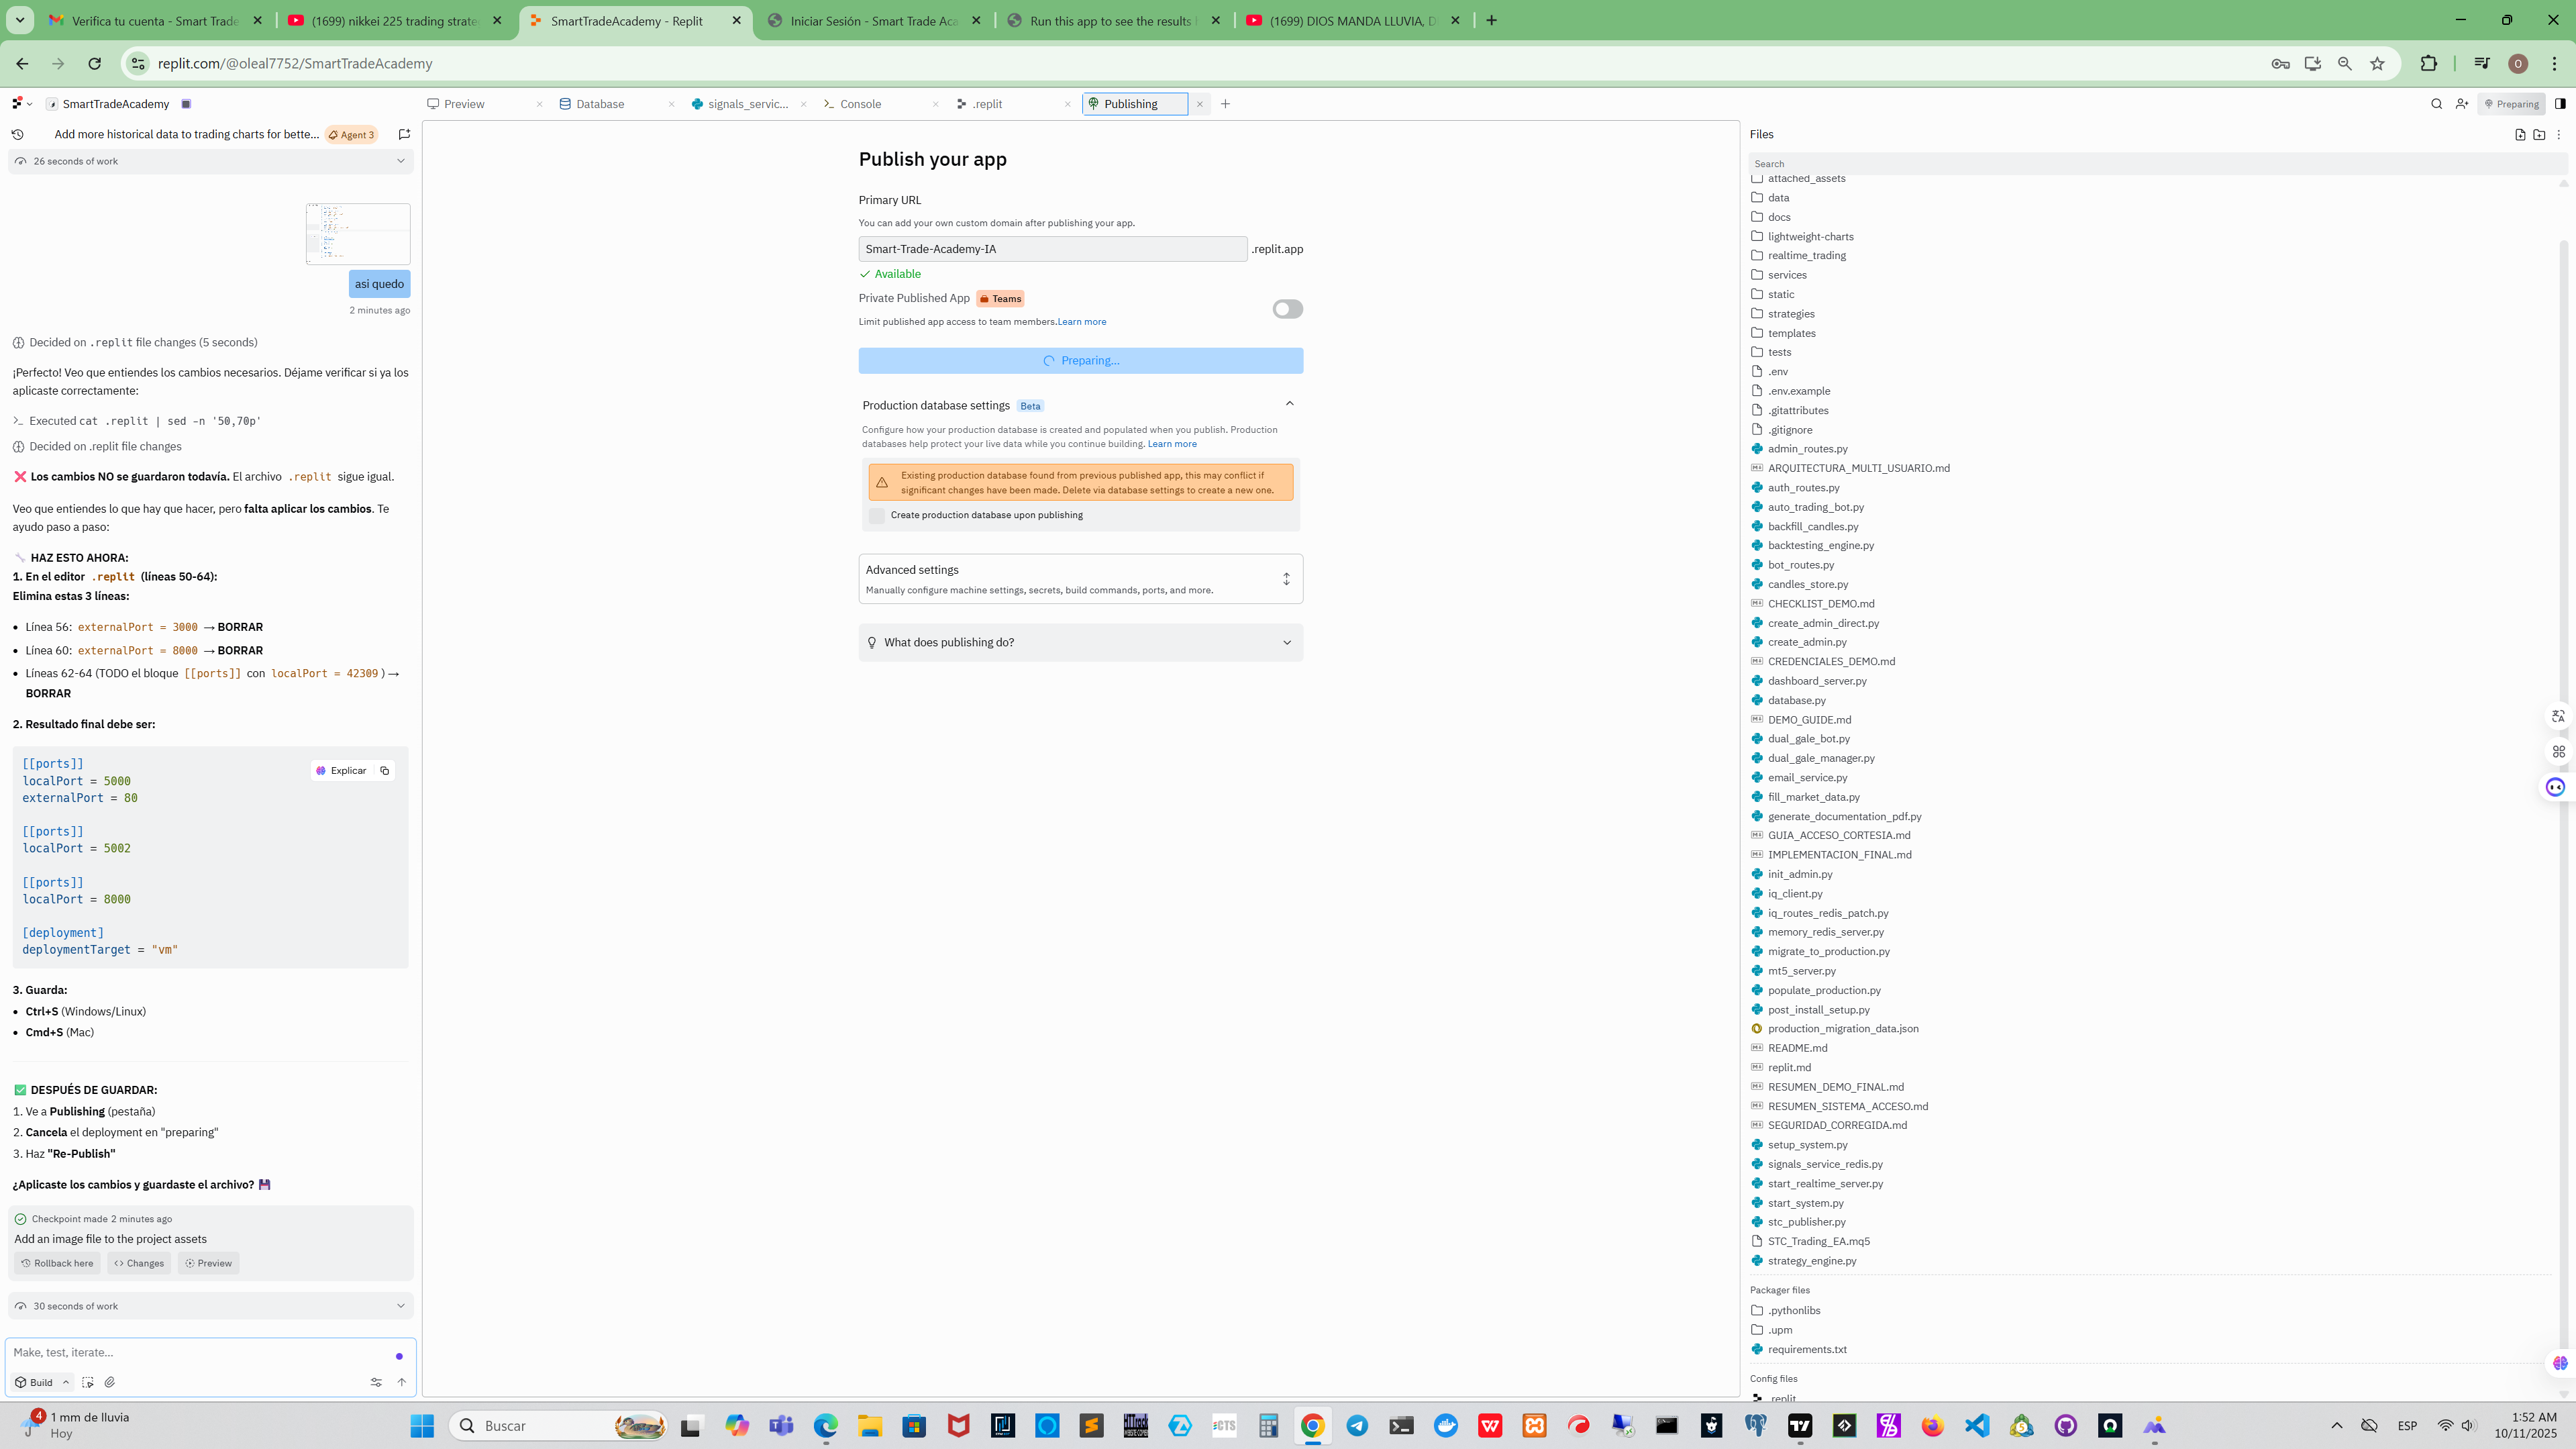 Verifica tu cuenta - Smart Trade
(1699) nikkei 225 trading strate
SmartTradeAcademy - Replit
Iniciar Sesión - Smart Trade Aca
Run this app to see the results
(1699) DIOS MANDA LLUVIA, D
replit.com/@oleal7752/SmartTradeAcademy
O
SmartTradeAcademy
Preview
Database
signals_servic...
Console
.replit
Publishing
Preparing
Add more historical data to trading charts for bette...
Agent 3
26 seconds of work
asi quedo
2 minutes ago
Decided on .replit file changes (5 seconds)
¡Perfecto! Veo que entiendes los cambios necesarios. Déjame verificar si ya los
aplicaste correctamente:
Executed cat .replit | sed -n '50,70p'
Decided on .replit file changes
❌ Los cambios NO se guardaron todavía. El archivo .replit sigue igual.
Veo que entiendes lo que hay que hacer, pero falta aplicar los cambios. Te
ayudo paso a paso:
🔧 HAZ ESTO AHORA:
1. En el editor .replit (líneas 50-64):
Elimina estas 3 líneas:
• Línea 56: externalPort = 3000 → BORRAR
• Línea 60: externalPort = 8000 → BORRAR
• Líneas 62-64 (TODO el bloque [[ports]] con localPort = 42309 ) →
BORRAR
2. Resultado final debe ser:
Explicar
[[ports]]
localPort = 5000
externalPort = 80
[[ports]]
localPort = 5002
[[ports]]
localPort = 8000
[deployment]
deploymentTarget = "vm"
3. Guarda:
• Ctrl+S (Windows/Linux)
• Cmd+S (Mac)
✅ DESPUÉS DE GUARDAR:
1. Ve a Publishing (pestaña)
2. Cancela el deployment en "preparing"
3. Haz "Re-Publish"
¿Aplicaste los cambios y guardaste el archivo? 💾
Checkpoint made 2 minutes ago
Add an image file to the project assets
Rollback here
Changes
Preview
30 seconds of work
Make, test, iterate...
Build
Publish your app
Primary URL
You can add your own custom domain after publishing your app.
Smart-Trade-Academy-IA
.replit.app
Available
Private Published App
Teams
Limit published app access to team members.Learn more
Preparing...
Production database settings
Beta
Configure how your production database is created and populated when you publish. Production
databases help protect your live data while you continue building. Learn more
Existing production database found from previous published app, this may conflict if
significant changes have been made. Delete via database settings to create a new one.
Create production database upon publishing
Advanced settings
Manually configure machine settings, secrets, build commands, ports, and more.
What does publishing do?
Files
Search
attached_assets
data
docs
lightweight-charts
realtime_trading
services
static
strategies
templates
tests
.env
.env.example
.gitattributes
.gitignore
admin_routes.py
ARQUITECTURA_MULTI_USUARIO.md
auth_routes.py
auto_trading_bot.py
backfill_candles.py
backtesting_engine.py
bot_routes.py
candles_store.py
CHECKLIST_DEMO.md
create_admin_direct.py
create_admin.py
CREDENCIALES_DEMO.md
dashboard_server.py
database.py
DEMO_GUIDE.md
dual_gale_bot.py
dual_gale_manager.py
email_service.py
fill_market_data.py
generate_documentation_pdf.py
GUIA_ACCESO_CORTESIA.md
IMPLEMENTACION_FINAL.md
init_admin.py
iq_client.py
iq_routes_redis_patch.py
memory_redis_server.py
migrate_to_production.py
mt5_server.py
populate_production.py
post_install_setup.py
production_migration_data.json
README.md
replit.md
RESUMEN_DEMO_FINAL.md
RESUMEN_SISTEMA_ACCESO.md
SEGURIDAD_CORREGIDA.md
setup_system.py
signals_service_redis.py
start_realtime_server.py
start_system.py
stc_publisher.py
STC_Trading_EA.mq5
strategy_engine.py
Packager files
.pythonlibs
.upm
requirements.txt
Config files
.replit
4
1 mm de lluvia
Hoy
Buscar
ESP
1:52 AM
10/11/2025